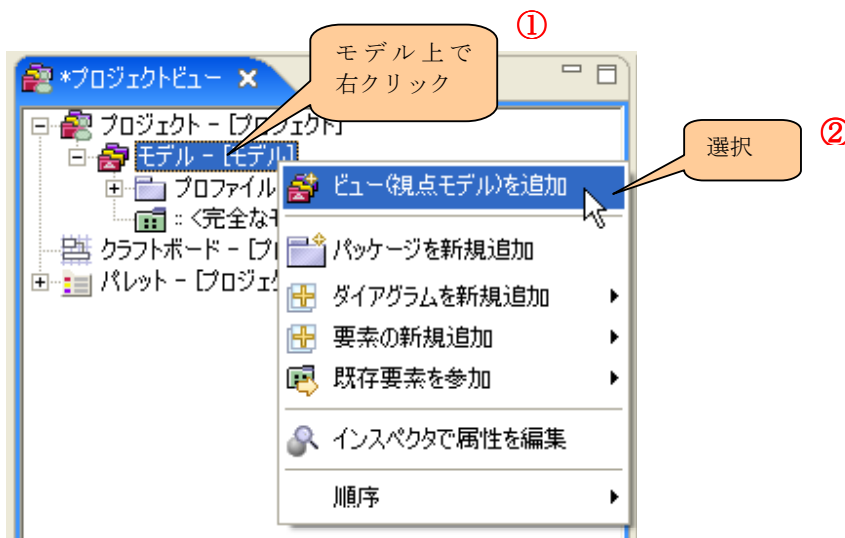 ①
モデル上で
右クリック
*プロジェクトビュー
プロジェクト - [プロジェクト]
②
選択
モデル - [モデル]
ビュー(視点モデル)を追加
プロファイル
:: <完全なモ
パッケージを新規追加
クラフトボード - [プ
パレット - [プロジェク
ダイアグラムを新規追加
要素の新規追加
既存要素を参加
インスペクタで属性を編集
順序